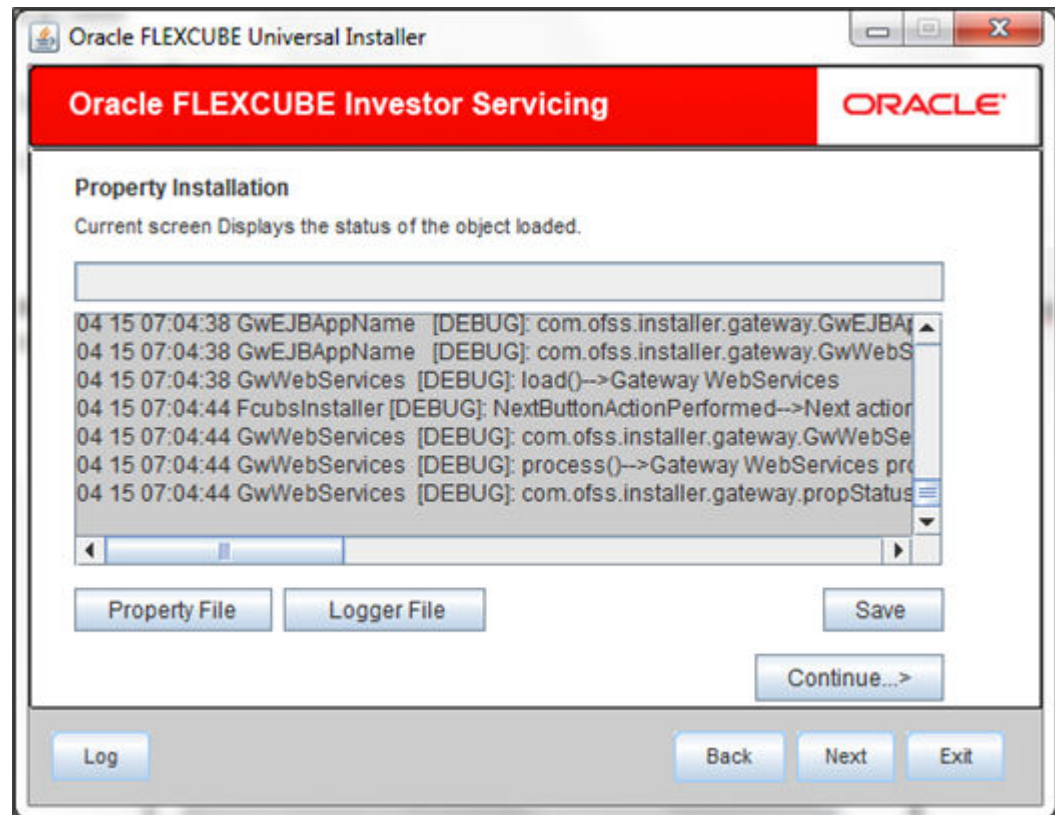 Oracle FLEXCUBE Universal Installer
Oracle FLEXCUBE Investor Servicing
ORACLE
Property Installation
Current screen Displays the status of the object loaded.
04 15 07:04:38 GwEJBAppName [DEBUG]: com.ofss.installer.gateway.GwEJBAp
04 15 07:04:38 GwEJBAppName [DEBUG]: com.ofss.installer.gateway.GwWebS
04 15 07:04:38 GwWebServices [DEBUG]: load()-->Gateway WebServices
04 15 07:04:44 FcubsInstaller [DEBUG]: NextButtonActionPerformed-->Next action
04 15 07:04:44 GwWebServices [DEBUG]: com.ofss.installer.gateway.GwWebSe
04 15 07:04:44 GwWebServices [DEBUG]: process()-->Gateway WebServices pro
04 15 07:04:44 GwWebServices [DEBUG]: com.ofss.installer.gateway.propStatus
Property File Logger File Save
Continue...>
Log Back Next Exit